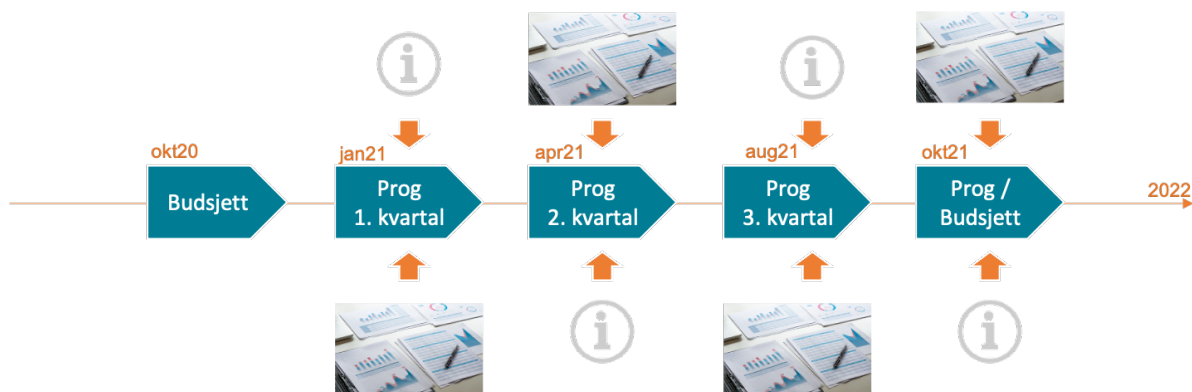 okt20
Budsjett
jan21
Prog
1. kvartal
apr21
Prog
2. kvartal
aug21
Prog
3. kvartal
okt21
Prog /
Budsjett
2022